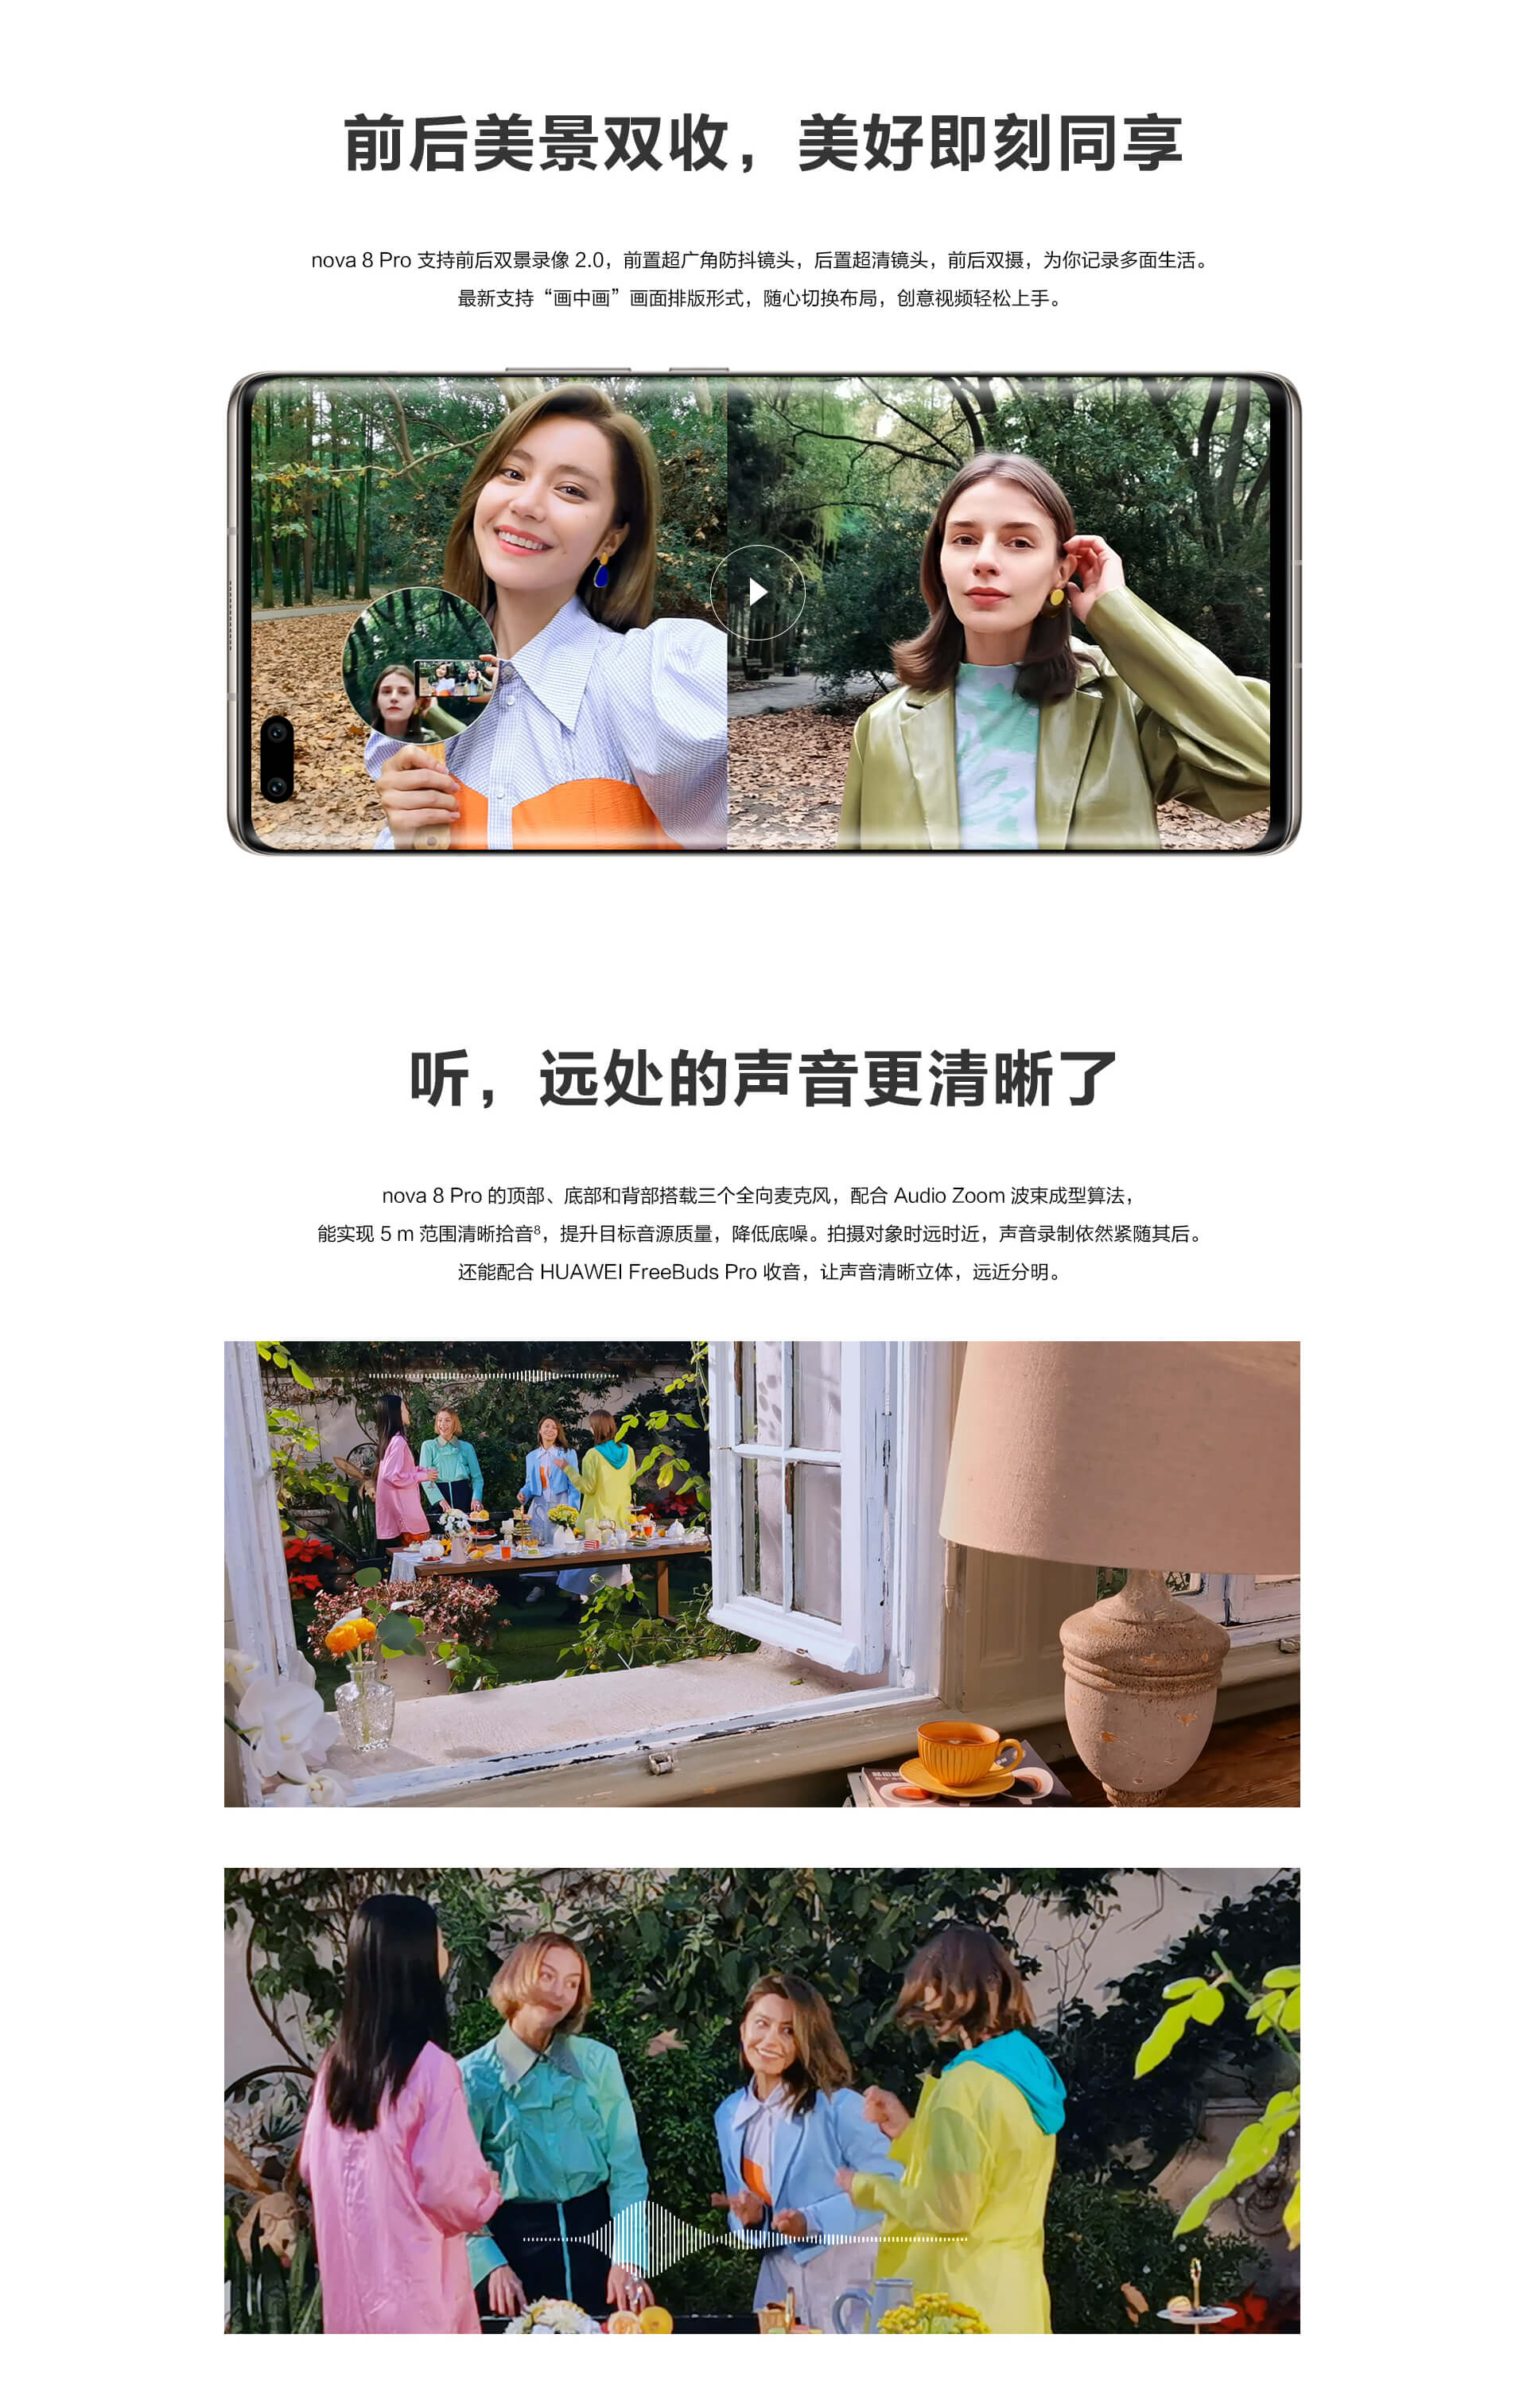 前后美景双收，美好即刻同享
nova 8 Pro 支持前后双景录像 2.0，前置超广角防抖镜头，后置超清镜头，前后双摄，为你记录多面生活。
最新支持“画中画”画面排版形式，随心切换布局，创意视频轻松上手。
听，远处的声音更清晰了
nova 8 Pro 的顶部、底部和背部搭载三个全向麦克风，配合 Audio Zoom 波束成型算法，
能实现 5 m 范围清晰拾音⁸，提升目标音源质量，降低底噪。拍摄对象时远时近，声音录制依然紧随其后。
还能配合 HUAWEI FreeBuds Pro 收音，让声音清晰立体，远近分明。